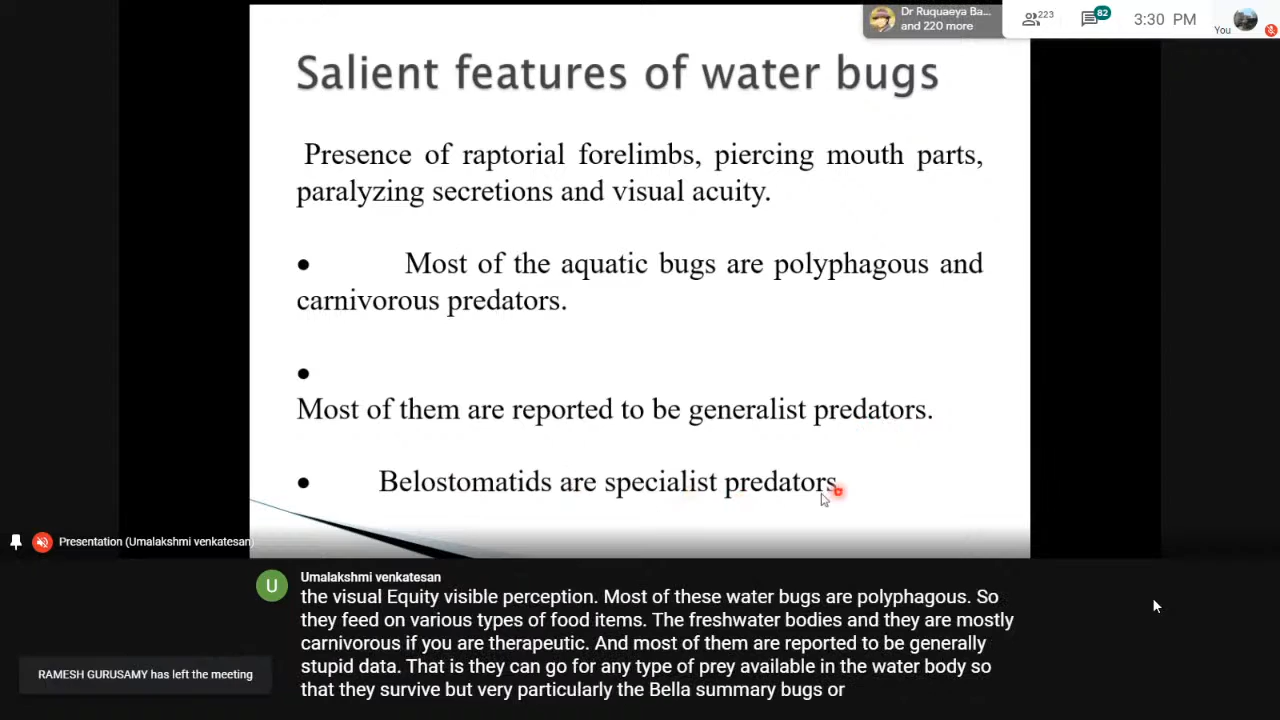 Dr Ruquaeya Ba...
and 220 more
223
82
3:30 PM
You
Salient features of water bugs
Presence of raptorial forelimbs, piercing mouth parts,
paralyzing secretions and visual acuity.
● Most of the aquatic bugs are polyphagous and
carnivorous predators.
●
Most of them are reported to be generalist predators.
● Belostomatids are specialist predators.
Presentation (Umalakshmi venkatesan)
U
Umalakshmi venkatesan
the visual Equity visible perception. Most of these water bugs are polyphagous. So
they feed on various types of food items. The freshwater bodies and they are mostly
carnivorous if you are therapeutic. And most of them are reported to be generally
stupid data. That is they can go for any type of prey available in the water body so
that they survive but very particularly the Bella summary bugs or
RAMESH GURUSAMY has left the meeting